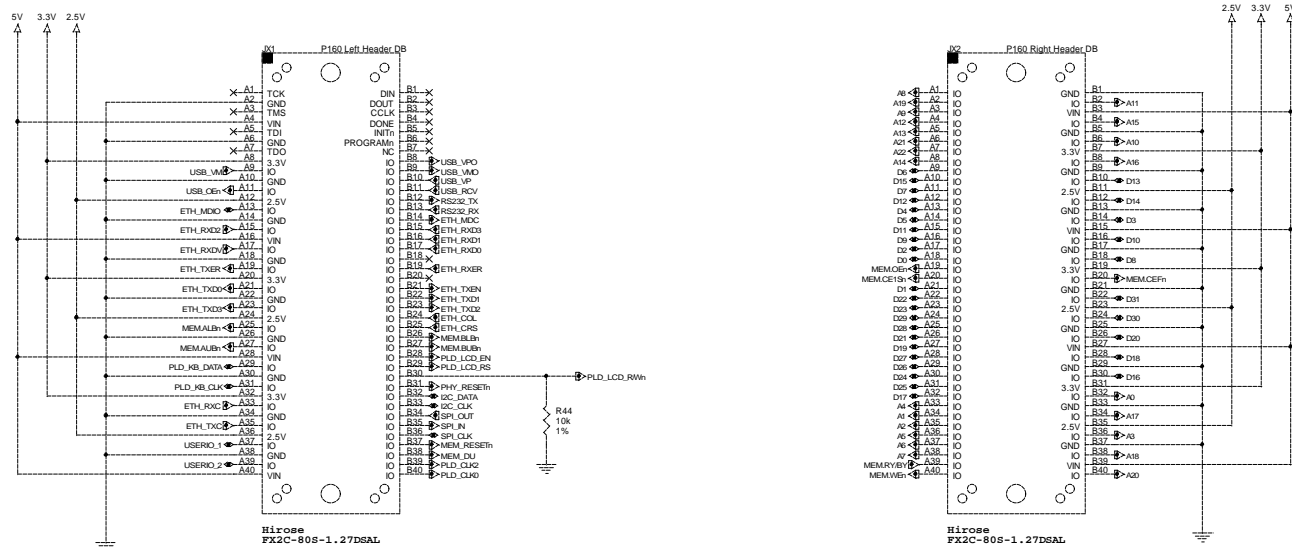 5V 3.3V 2.5V
JX1 P160 Left Header DB
A1 TCK DIN B1
A2 GND DOUT B2
A3 TMS CCLK B3
A4 VIN DONE B4
A5 TDI INITn B5
A6 GND PROGRAMn B6
A7 TDO NC B7
A8 3.3V IO B8 USB_VPO
USB_VMI A9 IO IO B9 USB_VMO
A10 GND IO B10 USB_VP
USB_OEn A11 IO IO B11 USB_RCV
A12 2.5V IO B12 RS232_TX
ETH_MDIO A13 IO IO B13 RS232_RX
A14 GND IO B14 ETH_MDC
ETH_RXD2 A15 IO IO B15 ETH_RXD3
A16 VIN IO B16 ETH_RXD1
ETH_RXDV A17 IO IO B17 ETH_RXD0
A18 GND IO B18
ETH_TXER A19 IO IO B19 ETH_RXER
A20 3.3V IO B20
ETH_TXD0 A21 IO IO B21 ETH_TXEN
A22 GND IO B22 ETH_TXD1
ETH_TXD3 A23 IO IO B23 ETH_TXD2
A24 2.5V IO B24 ETH_COL
MEM.ALBn A25 IO IO B25 ETH_CRS
A26 GND IO B26 MEM.BLBn
MEM.AUBn A27 IO IO B27 MEM.BUBn
A28 VIN IO B28 PLD_LCD_EN
PLD_KB_DATA A29 IO IO B29 PLD_LCD_RS
A30 GND IO B30 PLD_LCD_RWn
PLD_KB_CLK A31 IO IO B31 PHY_RESETn
A32 3.3V IO B32 I2C_DATA
ETH_RXC A33 IO IO B33 I2C_CLK
A34 GND IO B34 SPI_OUT
ETH_TXC A35 IO IO B35 SPI_IN
A36 2.5V IO B36 SPI_CLK
USERIO_1 A37 IO IO B37 MEM_RESETn
A38 GND IO B38 MEM_DU
USERIO_2 A39 IO IO B39 PLD_CLK2
A40 VIN IO B40 PLD_CLK0
R44
10k
1%
Hirose
FX2C-80S-1.27DSAL
2.5V 3.3V 5V
JX2 P160 Right Header DB
A8 A1 IO GND B1
A19 A2 IO IO B2 A11
A9 A3 IO VIN B3
A12 A4 IO IO B4 A15
A13 A5 IO GND B5
A21 A6 IO IO B6 A10
A22 A7 IO 3.3V B7
A14 A8 IO IO B8 A16
D6 A9 IO GND B9
D15 A10 IO IO B10 D13
D7 A11 IO 2.5V B11
D12 A12 IO IO B12 D14
D4 A13 IO GND B13
D5 A14 IO IO B14 D3
D11 A15 IO VIN B15
D9 A16 IO IO B16 D10
D2 A17 IO GND B17
D0 A18 IO IO B18 D8
MEM.OEn A19 IO 3.3V B19
MEM.CE1Sn A20 IO IO B20 MEM.CEFn
D1 A21 IO GND B21
D22 A22 IO IO B22 D31
D23 A23 IO 2.5V B23
D29 A24 IO IO B24 D30
D28 A25 IO GND B25
D21 A26 IO IO B26 D20
D19 A27 IO VIN B27
D27 A28 IO IO B28 D18
D26 A29 IO GND B29
D24 A30 IO IO B30 D16
D25 A31 IO 3.3V B31
D17 A32 IO IO B32 A0
A4 A33 IO GND B33
A1 A34 IO IO B34 A17
A2 A35 IO 2.5V B35
A5 A36 IO IO B36 A3
A6 A37 IO GND B37
A7 A38 IO IO B38 A18
MEM.RY/BY A39 IO VIN B39
MEM.WEn A40 IO IO B40 A20
Hirose
FX2C-80S-1.27DSAL